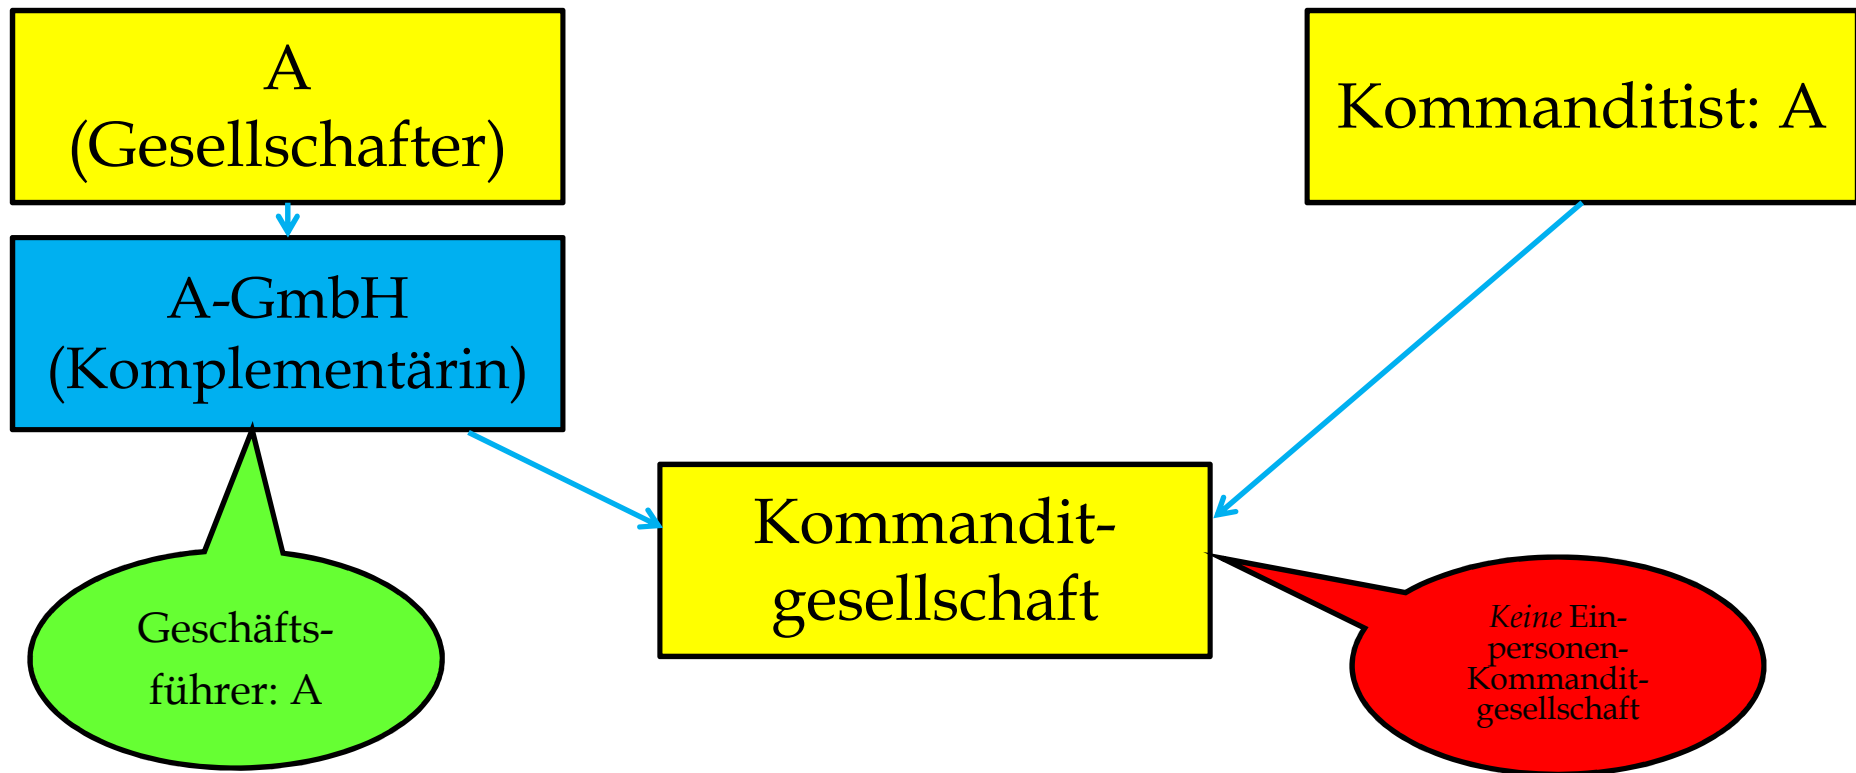 A
(Gesellschafter)
Kommanditist: A
A-GmbH
(Komplementärin)
Kommandit-
gesellschaft
Geschäfts-
führer: A
Keine Ein-
personen-
Kommandit-
gesellschaft